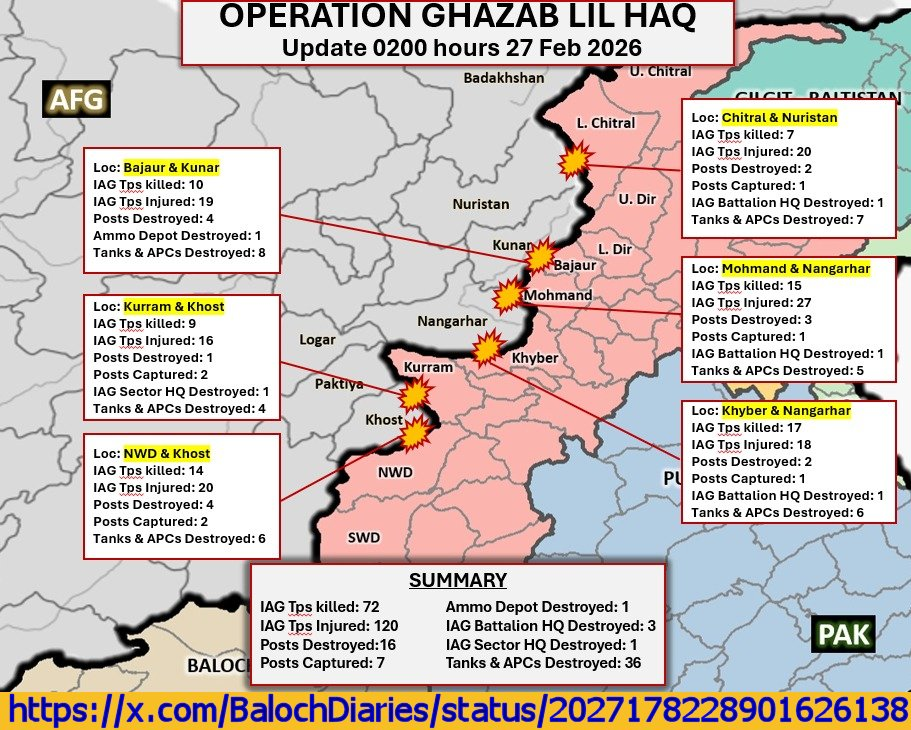 OPERATION GHAZAB LIL HAQ
Update 0200 hours 27 Feb 2026
AFG
Badakhshan
U. Chitral
GILGIT - BALTISTAN
L. Chitral
Loc: Chitral & Nuristan
IAG Tps killed: 7
IAG Tps Injured: 20
Posts Destroyed: 2
Posts Captured: 1
IAG Battalion HQ Destroyed: 1
Tanks & APCs Destroyed: 7
Loc: Bajaur & Kunar
IAG Tps killed: 10
IAG Tps Injured: 19
Posts Destroyed: 4
Ammo Depot Destroyed: 1
Tanks & APCs Destroyed: 8
Nuristan
U. Dir
Kunar
L. Dir
Bajaur
Mohmand
Loc: Mohmand & Nangarhar
IAG Tps killed: 15
IAG Tps Injured: 27
Posts Destroyed: 3
Posts Captured: 1
IAG Battalion HQ Destroyed: 1
Tanks & APCs Destroyed: 5
Loc: Kurram & Khost
IAG Tps killed: 9
IAG Tps Injured: 16
Posts Destroyed: 1
Posts Captured: 2
IAG Sector HQ Destroyed: 1
Tanks & APCs Destroyed: 4
Nangarhar
Logar
Khyber
Kurram
Paktiya
Khost
Loc: Khyber & Nangarhar
IAG Tps killed: 17
IAG Tps Injured: 18
Posts Destroyed: 2
Posts Captured: 1
IAG Battalion HQ Destroyed: 1
Tanks & APCs Destroyed: 6
Loc: NWD & Khost
IAG Tps killed: 14
IAG Tps Injured: 20
Posts Destroyed: 4
Posts Captured: 2
Tanks & APCs Destroyed: 6
NWD
PU
SWD
SUMMARY
IAG Tps killed: 72
IAG Tps Injured: 120
Posts Destroyed:16
Posts Captured: 7
Ammo Depot Destroyed: 1
IAG Battalion HQ Destroyed: 3
IAG Sector HQ Destroyed: 1
Tanks & APCs Destroyed: 36
PAK
BALOCH
https://x.com/BalochDiaries/status/2027178228901626138